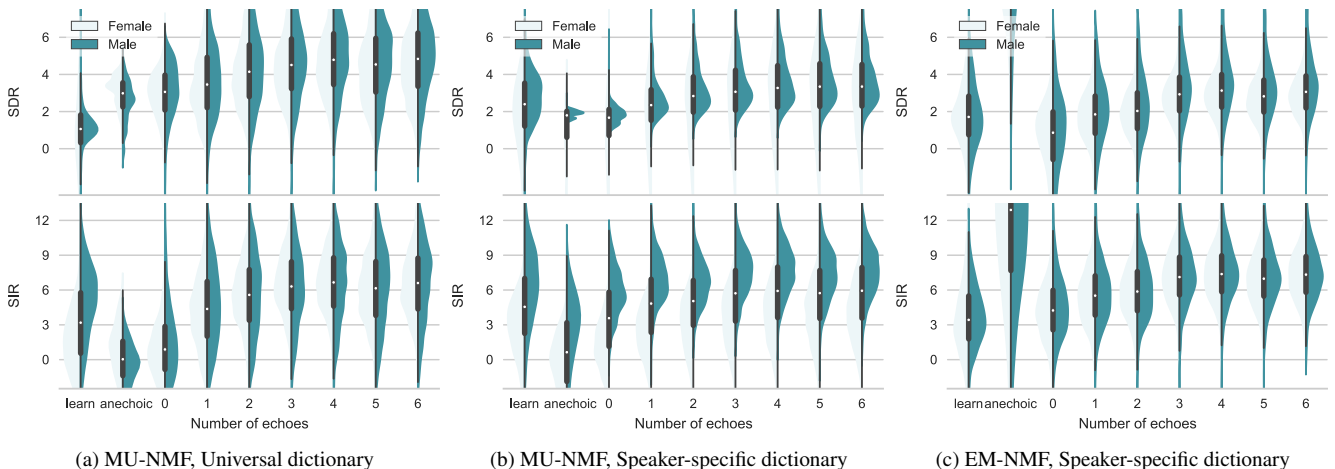 Female
Male
6
4
2
0
SDR
12
9
6
3
0
SIR
learn anechoic 0 1 2 3 4 5 6
Number of echoes
(a) MU-NMF, Universal dictionary
Female
Male
6
4
2
0
SDR
12
9
6
3
0
SIR
learn anechoic 0 1 2 3 4 5 6
Number of echoes
(b) MU-NMF, Speaker-specific dictionary
Female
Male
6
4
2
0
SDR
12
9
6
3
0
SIR
learn anechoic 0 1 2 3 4 5 6
Number of echoes
(c) EM-NMF, Speaker-specific dictionary